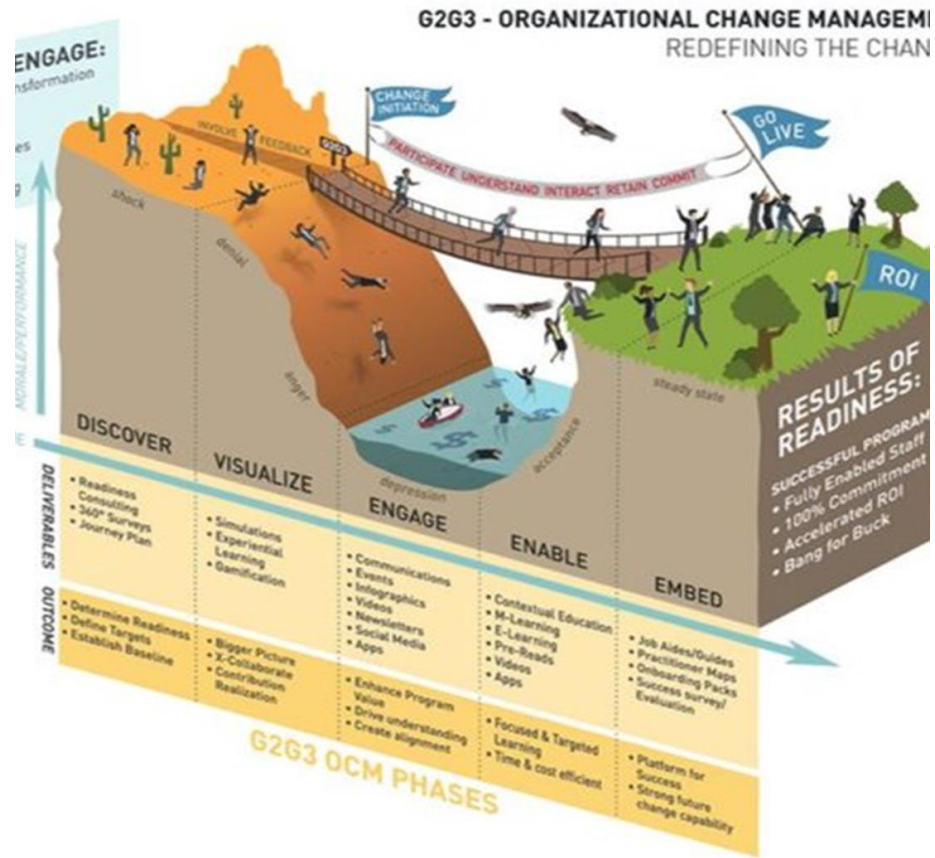 G2G3 - ORGANIZATIONAL CHANGE MANAGEME
REDEFINING THE CHAN
ENGAGE:
nsformation
es
g
CHANGE
INITIATION
GO
LIVE
INVOLVE FEEDBACK
G2G3
PARTICIPATE UNDERSTAND INTERACT RETAIN COMMIT
ROI
shock
denial
anger
depression
acceptance
steady state
MORALE/PERFORMANCE
E
RESULTS OF
READINESS:
SUCCESSFUL PROGRAM
• Fully Enabled Staff
• 100% Commitment
• Accelerated ROI
• Bang for Buck
DISCOVER
VISUALIZE
ENGAGE
ENABLE
EMBED
DELIVERABLES
• Readiness
Consulting
• 360° Surveys
• Journey Plan
• Simulations
• Experiential
Learning
• Gamification
• Communications
• Events
• Infographics
• Videos
• Newsletters
• Social Media
• Apps
• Contextual Education
• M-Learning
• E-Learning
• Pre-Reads
• Videos
• Apps
• Job Aides/Guides
• Practitioner Maps
• Onboarding Packs
• Success survey/
Evaluation
OUTCOME
• Determine Readiness
• Define Targets
• Establish Baseline
• Bigger Picture
• X-Collaborate
• Contribution
Realization
• Enhance Program
Value
• Drive understanding
• Create alignment
• Focused & Targeted
Learning
• Time & cost efficient
• Platform for
Success
• Strong future
change capability
G2G3 OCM PHASES